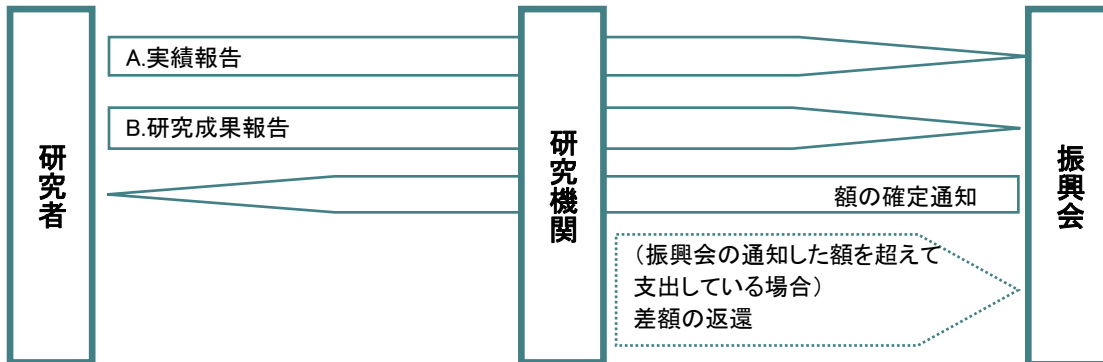 研究者
A.実績報告
B.研究成果報告
研究機関
額の確定通知
（振興会の通知した額を超えて
支出している場合）
差額の返還
振興会